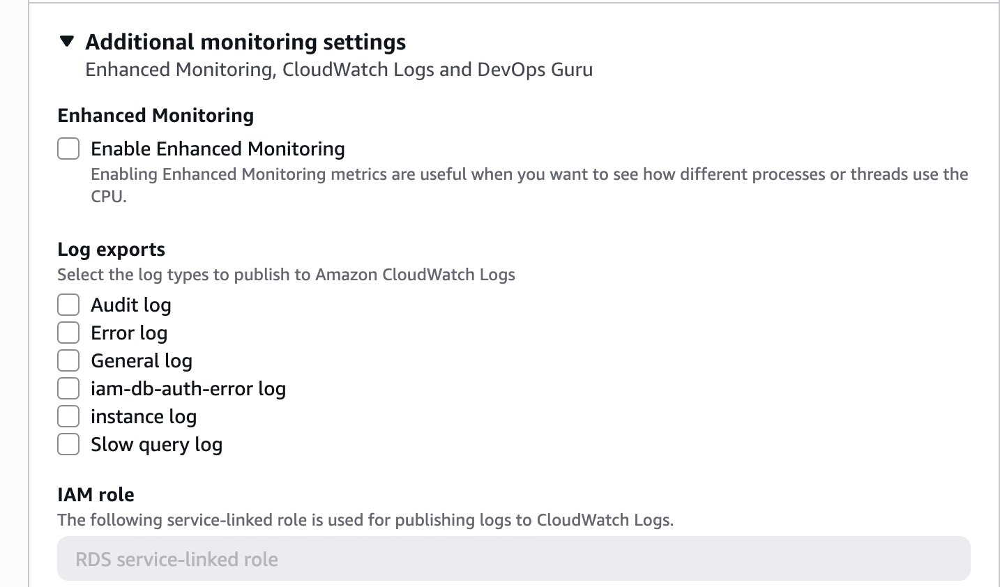 Additional monitoring settings
Enhanced Monitoring, CloudWatch Logs and DevOps Guru
Enhanced Monitoring
Enable Enhanced Monitoring
Enabling Enhanced Monitoring metrics are useful when you want to see how different processes or threads use the
CPU.
Log exports
Select the log types to publish to Amazon CloudWatch Logs
Audit log
Error log
General log
iam-db-auth-error log
instance log
Slow query log
IAM role
The following service-linked role is used for publishing logs to CloudWatch Logs.
RDS service-linked role